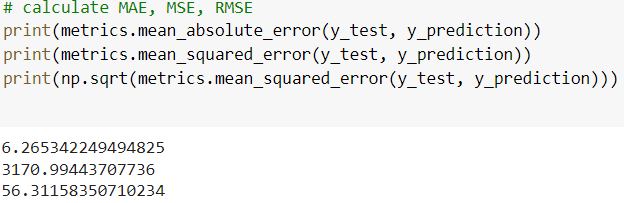 # calculate MAE, MSE, RMSE
print(metrics.mean_absolute_error(y_test, y_prediction))
print(metrics.mean_squared_error(y_test, y_prediction))
print(np.sqrt(metrics.mean_squared_error(y_test, y_prediction)))
6.265342249494825
3170.99443707736
56.31158350710234